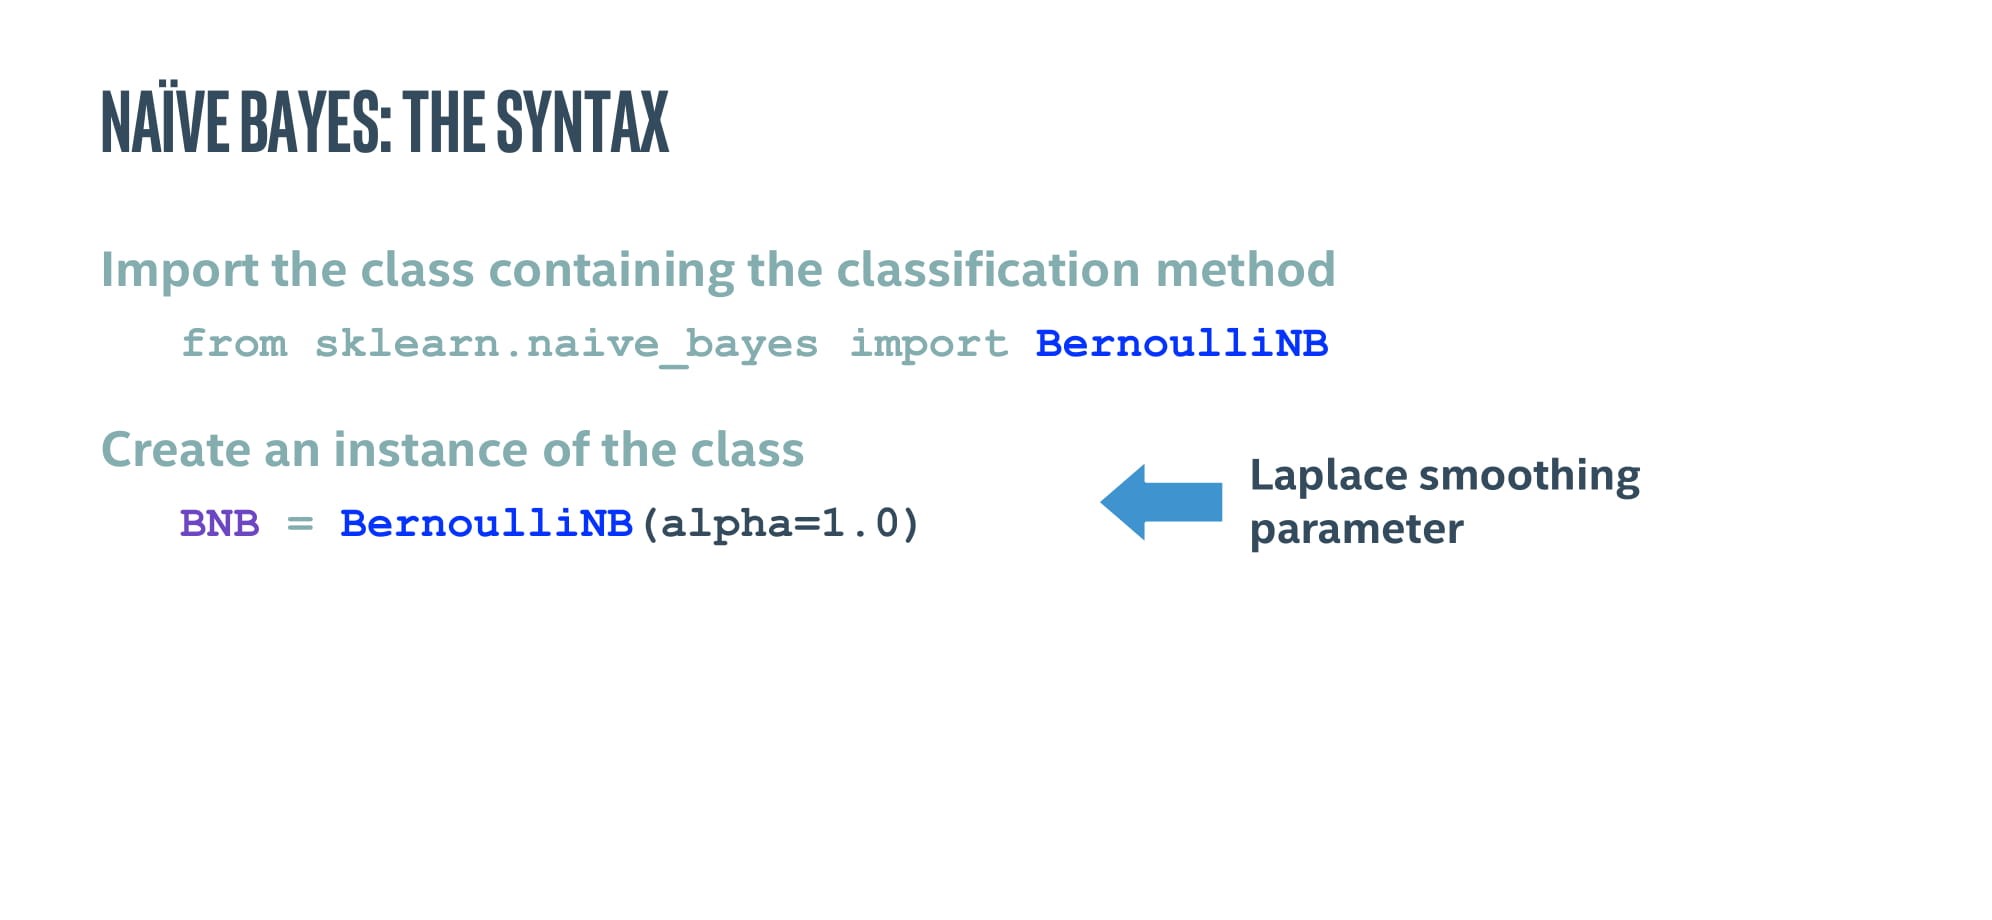 NAÏVE BAYES: THE SYNTAX
Import the class containing the classification method
from sklearn.naive_bayes import BernoulliNB
Create an instance of the class
BNB = BernoulliNB(alpha=1.0)
Laplace smoothing
parameter